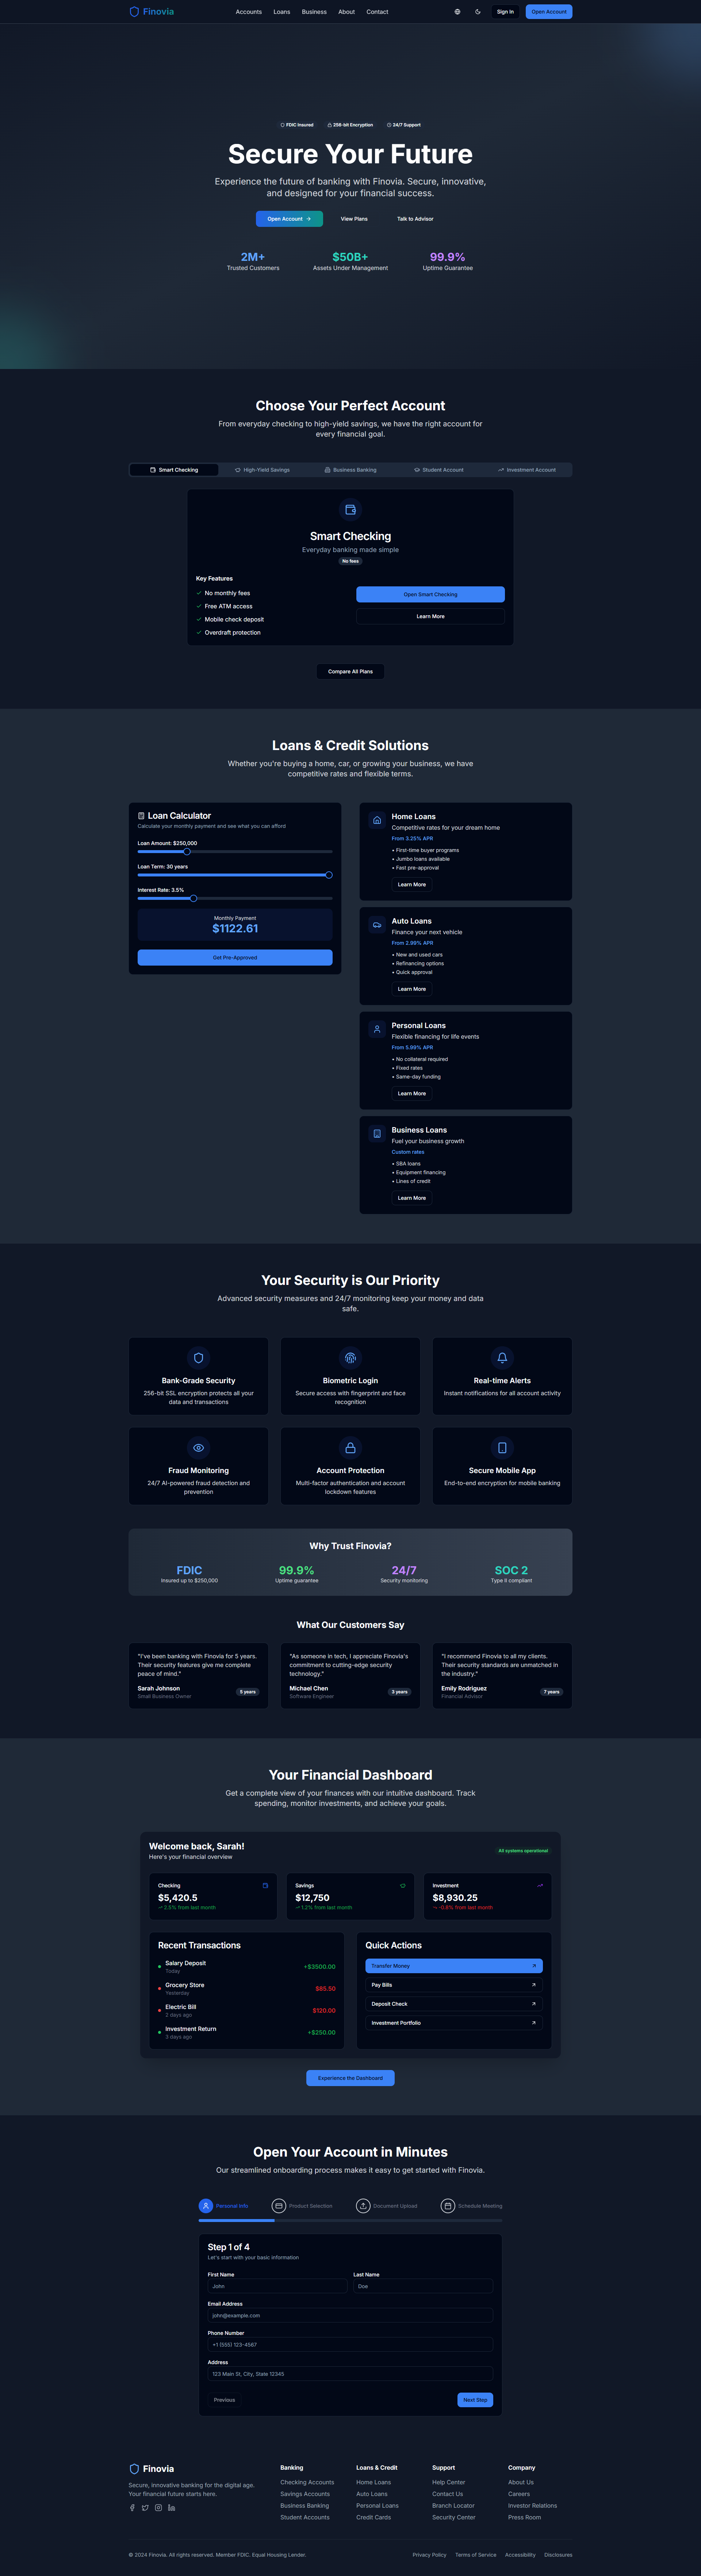 Finovia
Accounts
Loans
Business
About
Contact
Sign In
Open Account
FDIC Insured
256-bit Encryption
24/7 Support
Secure Your Future
Experience the future of banking with Finovia. Secure, innovative,
and designed for your financial success.
Open Account
View Plans
Talk to Advisor
2M+
Trusted Customers
$50B+
Assets Under Management
99.9%
Uptime Guarantee
Choose Your Perfect Account
From everyday checking to high-yield savings, we have the right account for
every financial goal.
Smart Checking
High-Yield Savings
Business Banking
Student Account
Investment Account
Smart Checking
Everyday banking made simple
No fees
Key Features
No monthly fees
Free ATM access
Mobile check deposit
Overdraft protection
Open Smart Checking
Learn More
Compare All Plans
Loans & Credit Solutions
Whether you're buying a home, car, or growing your business, we have
competitive rates and flexible terms.
Loan Calculator
Calculate your monthly payment and see what you can afford
Loan Amount: $250,000
Loan Term: 30 years
Interest Rate: 3.5%
Monthly Payment
$1122.61
Get Pre-Approved
Home Loans
Competitive rates for your dream home
From 3.25% APR
• First-time buyer programs
• Jumbo loans available
• Fast pre-approval
Learn More
Auto Loans
Finance your next vehicle
From 2.99% APR
• New and used cars
• Refinancing options
• Quick approval
Learn More
Personal Loans
Flexible financing for life events
From 5.99% APR
• No collateral required
• Fixed rates
• Same-day funding
Learn More
Business Loans
Fuel your business growth
Custom rates
• SBA loans
• Equipment financing
• Lines of credit
Learn More
Your Security is Our Priority
Advanced security measures and 24/7 monitoring keep your money and data
safe.
Bank-Grade Security
256-bit SSL encryption protects all your
data and transactions
Biometric Login
Secure access with fingerprint and face
recognition
Real-time Alerts
Instant notifications for all account activity
Fraud Monitoring
24/7 AI-powered fraud detection and
prevention
Account Protection
Multi-factor authentication and account
lockdown features
Secure Mobile App
End-to-end encryption for mobile banking
Why Trust Finovia?
FDIC
Insured up to $250,000
99.9%
Uptime guarantee
24/7
Security monitoring
SOC 2
Type II compliant
What Our Customers Say
"I've been banking with Finovia for 5 years.
Their security features give me complete
peace of mind."
Sarah Johnson
Small Business Owner
5 years
"As someone in tech, I appreciate Finovia's
commitment to cutting-edge security
technology."
Michael Chen
Software Engineer
3 years
"I recommend Finovia to all my clients.
Their security standards are unmatched in
the industry."
Emily Rodriguez
Financial Advisor
7 years
Your Financial Dashboard
Get a complete view of your finances with our intuitive dashboard. Track
spending, monitor investments, and achieve your goals.
Welcome back, Sarah!
Here's your financial overview
All systems operational
Checking
$5,420.5
2.5% from last month
Savings
$12,750
1.2% from last month
Investment
$8,930.25
-0.8% from last month
Recent Transactions
Salary Deposit
Today
+$3500.00
Grocery Store
Yesterday
$85.50
Electric Bill
2 days ago
$120.00
Investment Return
3 days ago
+$250.00
Quick Actions
Transfer Money
Pay Bills
Deposit Check
Investment Portfolio
Experience the Dashboard
Open Your Account in Minutes
Our streamlined onboarding process makes it easy to get started with Finovia.
Personal Info
Product Selection
Document Upload
Schedule Meeting
Step 1 of 4
Let's start with your basic information
First Name
John
Last Name
Doe
Email Address
john@example.com
Phone Number
+1 (555) 123-4567
Address
123 Main St, City, State 12345
Previous
Next Step
Finovia
Secure, innovative banking for the digital age.
Your financial future starts here.
Banking
Checking Accounts
Savings Accounts
Business Banking
Student Accounts
Loans & Credit
Home Loans
Auto Loans
Personal Loans
Credit Cards
Support
Help Center
Contact Us
Branch Locator
Security Center
Company
About Us
Careers
Investor Relations
Press Room
© 2024 Finovia. All rights reserved. Member FDIC. Equal Housing Lender.
Privacy Policy
Terms of Service
Accessibility
Disclosures